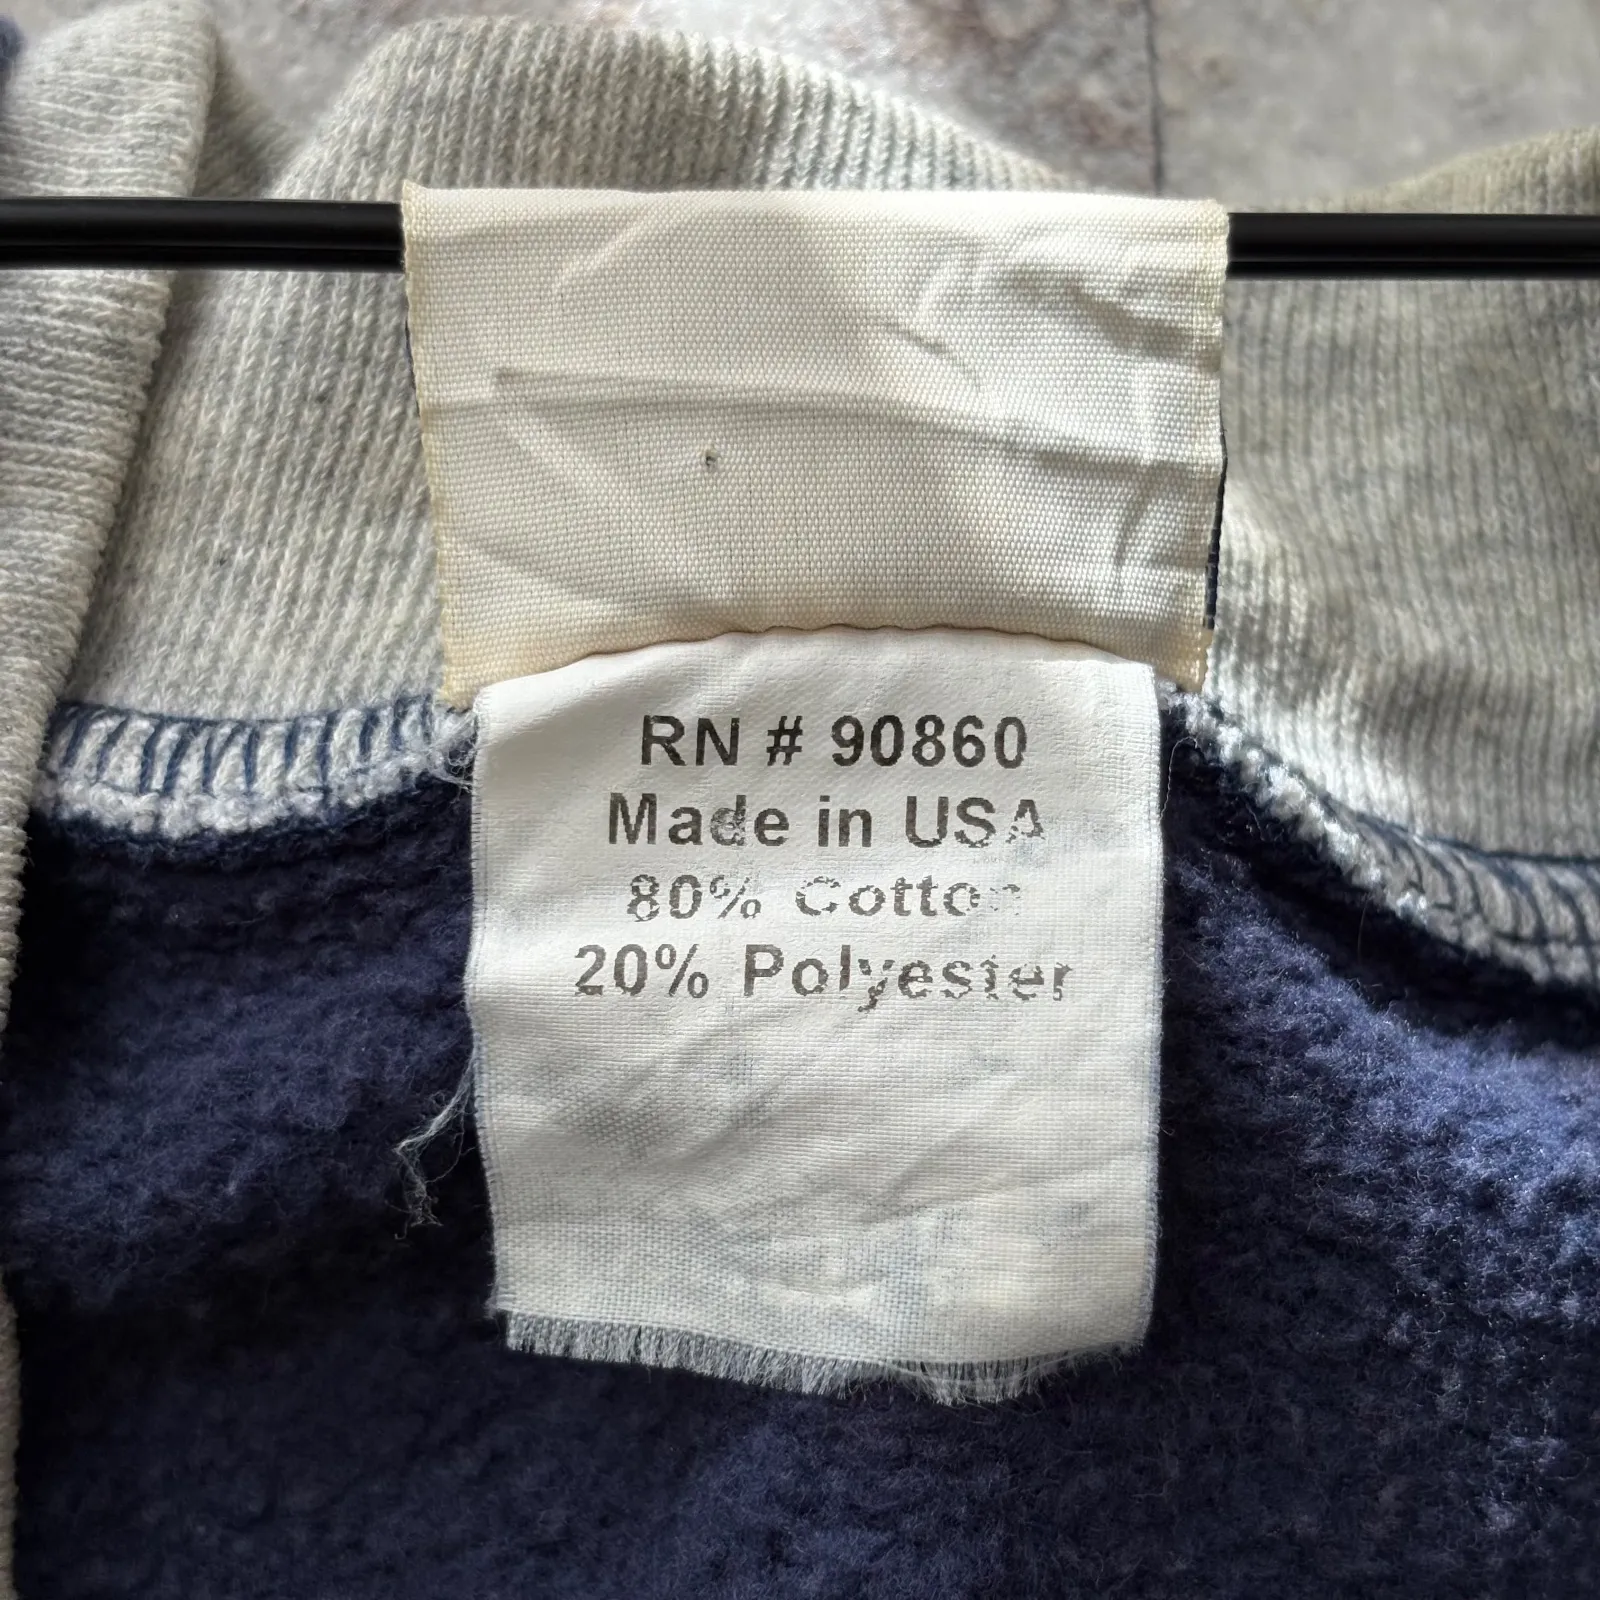 RN # 90860
Made in USA
80% Cotton
20% Polyester